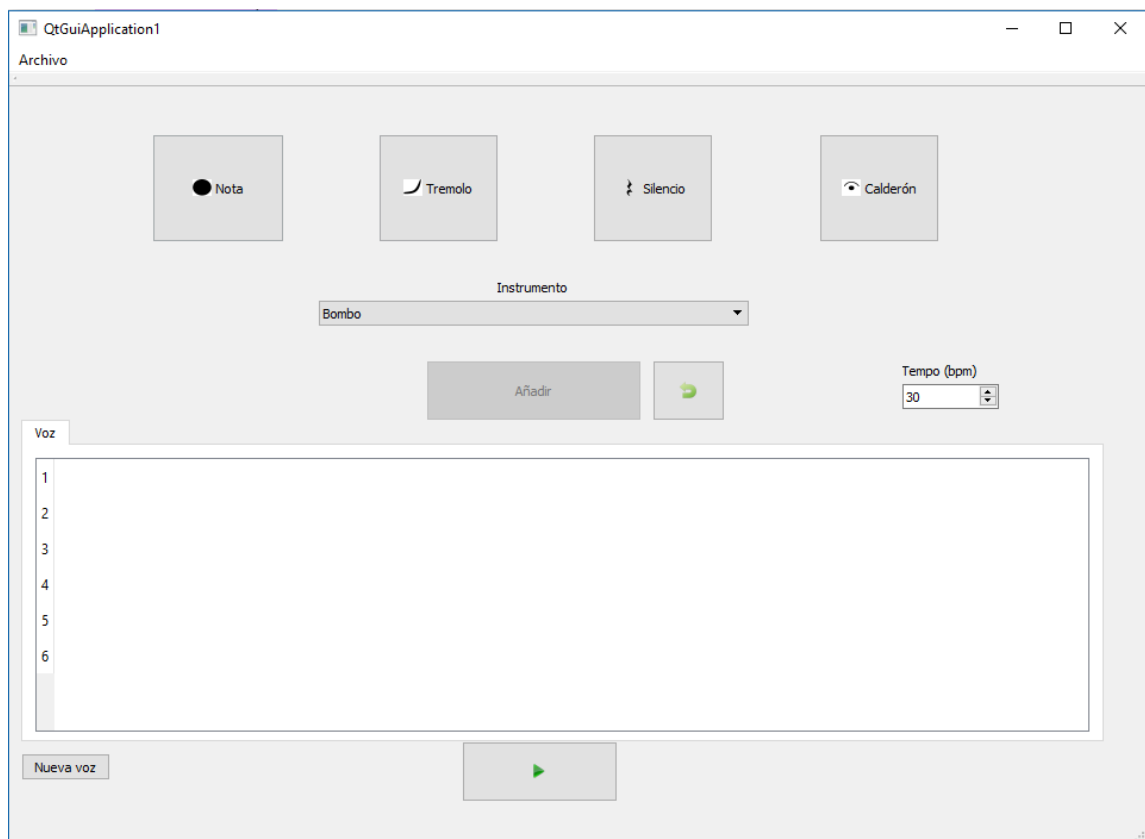 QtGuiApplication1
Archivo
Nota
Tremolo
Silencio
Calderón
Instrumento
Bombo
Añadir
Tempo (bpm)
30
Voz
1
2
3
4
5
6
Nueva voz